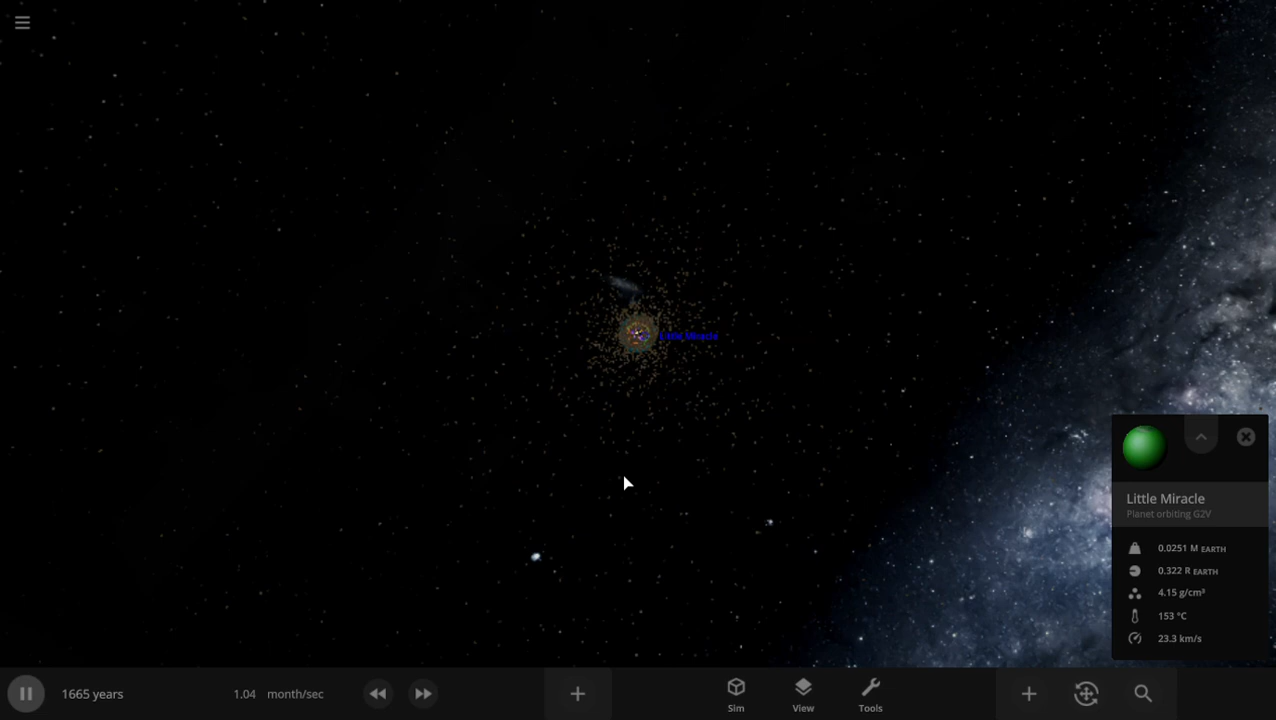 Little Miracle
Little Miracle
Planet orbiting G2V
0.0251 M EARTH
0.322 R EARTH
4.15 g/cm³
153 °C
23.3 km/s
1665 years
1.04 month/sec
Sim
View
Tools